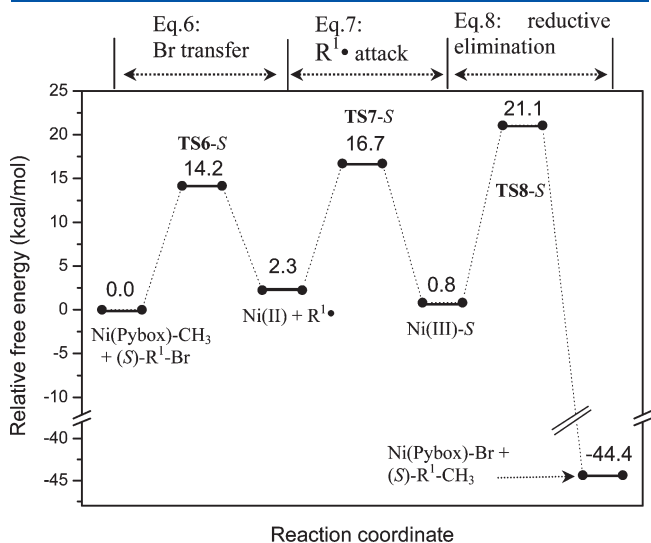 Eq.6:
Br transfer
Eq.7:
R¹• attack
Eq.8: reductive
elimination
Relative free energy (kcal/mol)
25
20
15
10
5
0
-5
-10
-40
-45
TS6-S
14.2
TS7-S
16.7
21.1
TS8-S
0.0
Ni(Pybox)-CH₃
+ (S)-R¹-Br
2.3
Ni(II) + R¹•
0.8
Ni(III)-S
Ni(Pybox)-Br +
(S)-R¹-CH₃
-44.4
Reaction coordinate